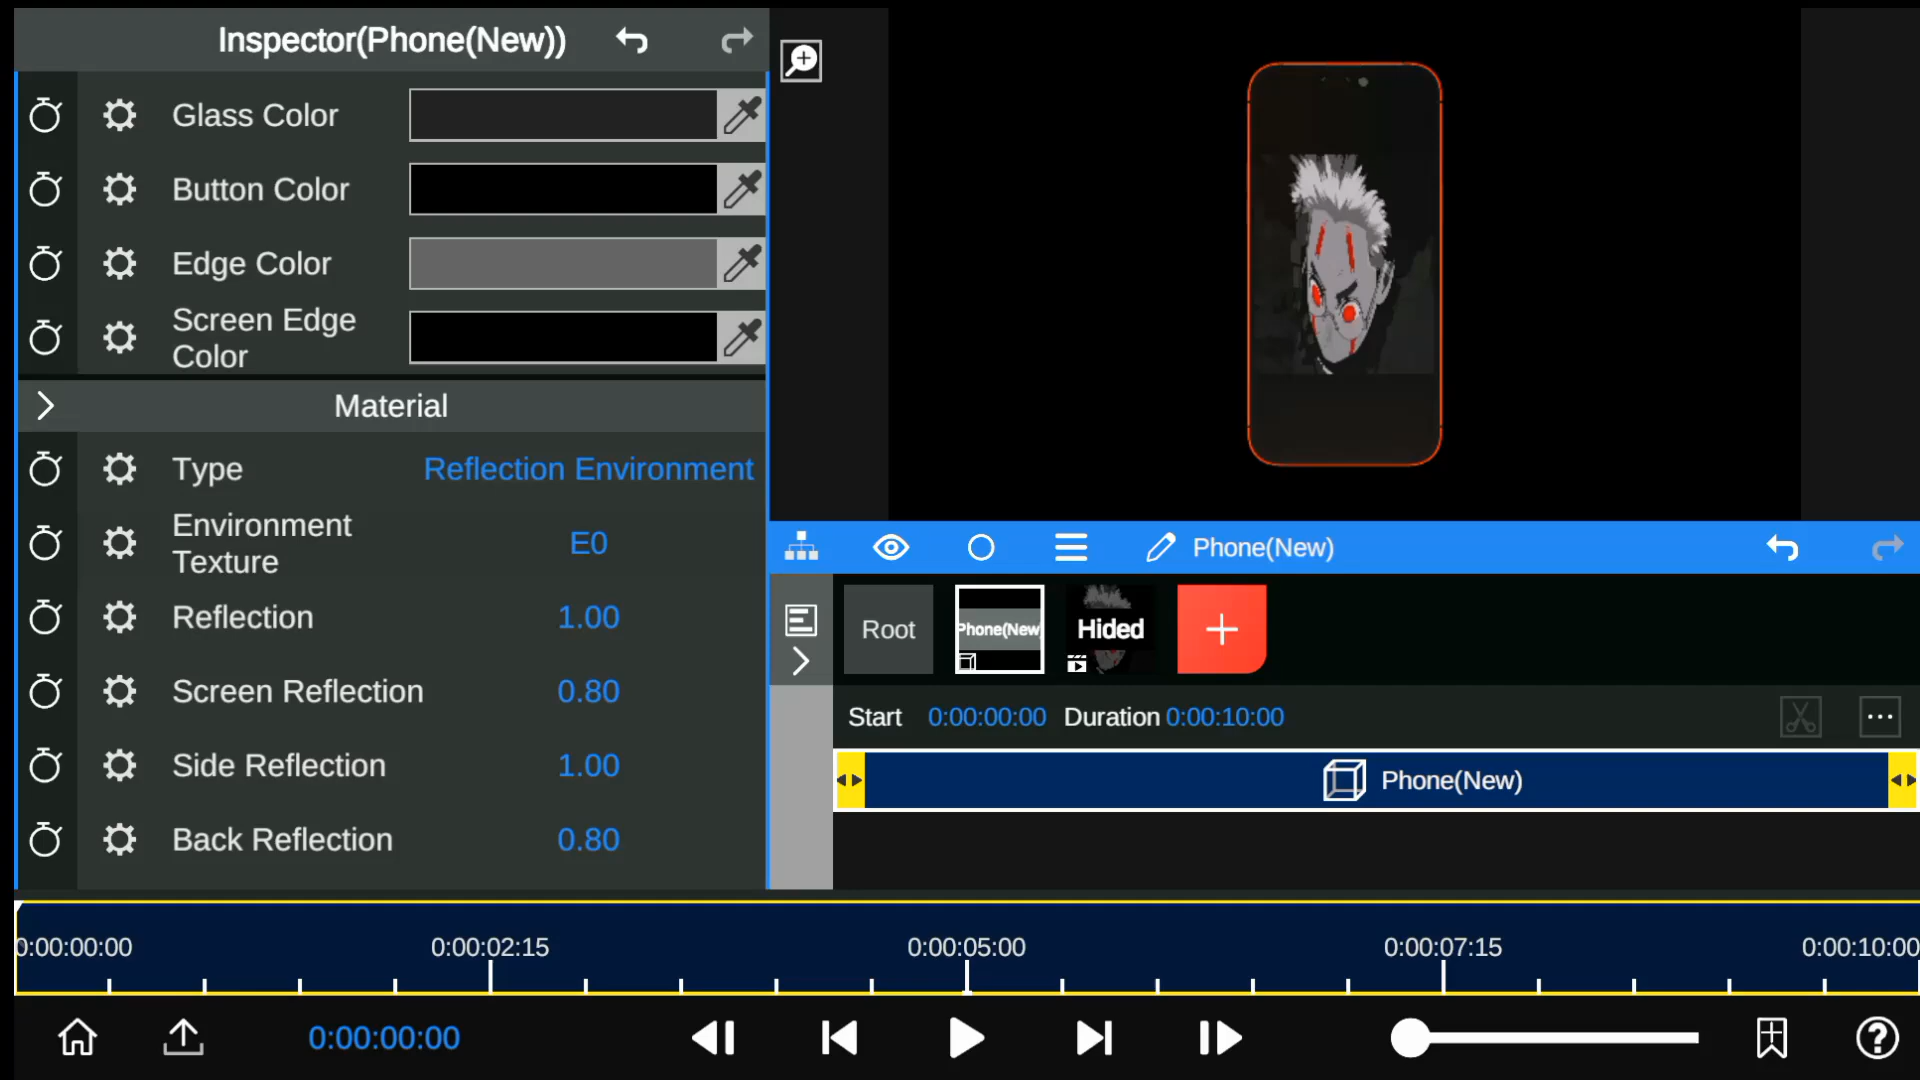 Inspector(Phone(New))
Glass Color
Button Color
Edge Color
Screen Edge
Color
Material
Type Reflection Environment
Environment
Texture E0
Reflection 1.00
Screen Reflection 0.80
Side Reflection 1.00
Back Reflection 0.80
Phone(New)
Root
Phone(New
Hided
Start 0:00:00:00 Duration 0:00:10:00
Phone(New)
0:00:00:00 0:00:02:15 0:00:05:00 0:00:07:15 0:00:10:00
0:00:00:00